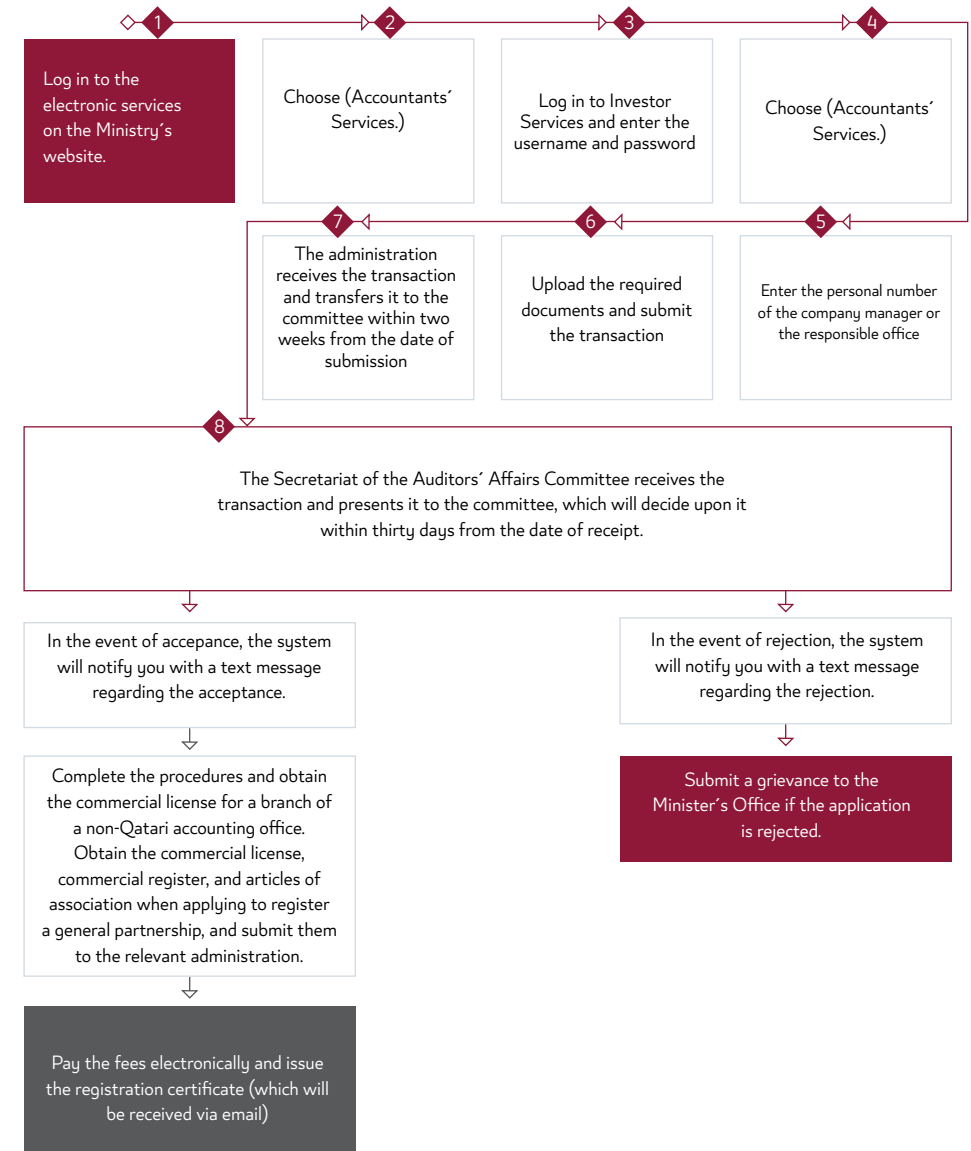 1
Log in to the
electronic services
on the Ministry´s
website.
2
Choose (Accountants´
Services.)
3
Log in to Investor
Services and enter the
username and password
4
Choose (Accountants´
Services.)
5
Enter the personal number
of the company manager or
the responsible office
6
Upload the required
documents and submit
the transaction
7
The administration
receives the transaction
and transfers it to the
committee within two
weeks from the date of
submission
8
The Secretariat of the Auditors´ Affairs Committee receives the
transaction and presents it to the committee, which will decide upon it
within thirty days from the date of receipt.
In the event of accepance, the system
will notify you with a text message
regarding the acceptance.
Complete the procedures and obtain
the commercial license for a branch of
a non-Qatari accounting office.
Obtain the commercial license,
commercial register, and articles of
association when applying to register
a general partnership, and submit them
to the relevant administration.
Pay the fees electronically and issue
the registration certificate (which will
be received via email)
In the event of rejection, the system
will notify you with a text message
regarding the rejection.
Submit a grievance to the
Minister´s Office if the application
is rejected.